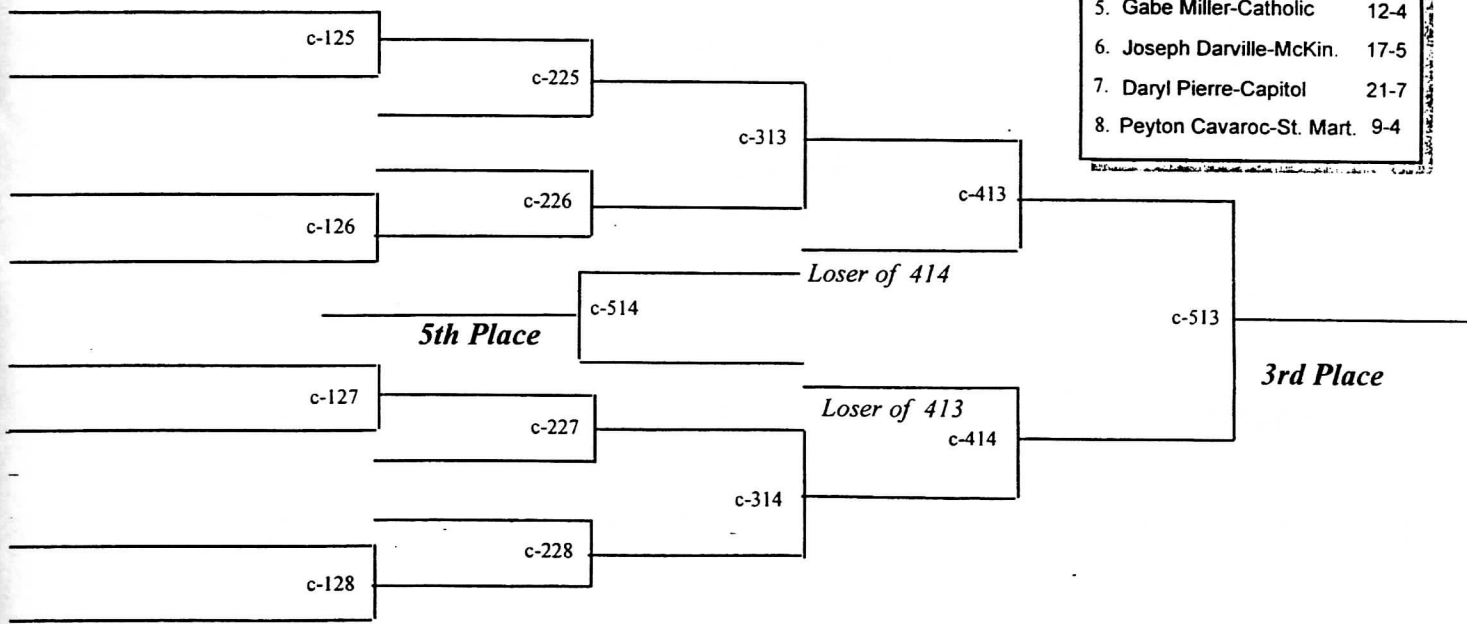 5. Gabe Miller-Catholic 12-4
6. Joseph Darville-McKin. 17-5
7. Daryl Pierre-Capitol 21-7
8. Peyton Cavaroc-St. Mart. 9-4
c-125
c-225
c-313
c-413
c-226
c-126
Loser of 414
c-514
5th Place
c-513
3rd Place
c-127
Loser of 413
c-227
c-414
c-314
c-228
c-128